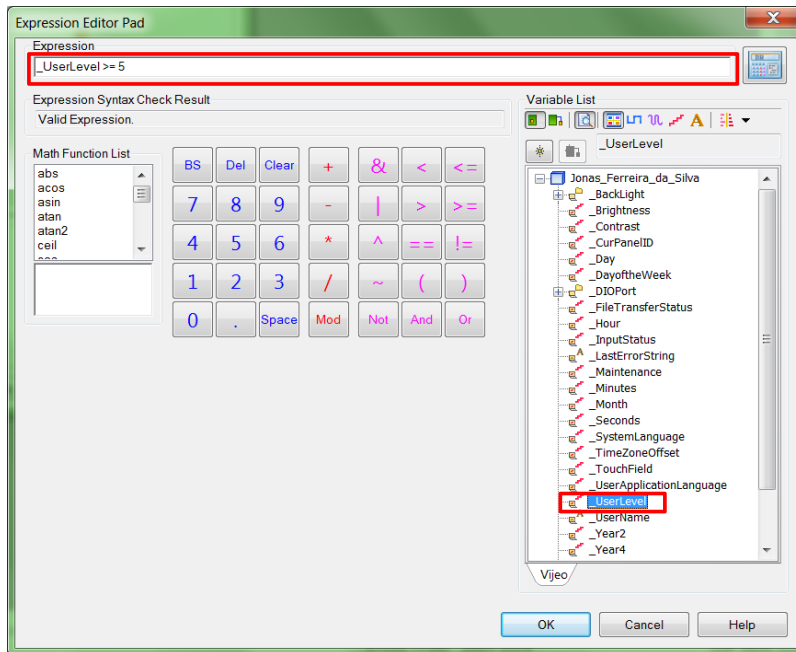 Expression Editor Pad
Expression
_UserLevel >= 5
Expression Syntax Check Result
Valid Expression.
Math Function List
abs
acos
asin
atan
atan2
ceil
BS Del Clear + & < <=
7 8 9 - | > >=
4 5 6 * ^ == !=
1 2 3 / ~ ( )
0 . Space Mod Not And Or
Variable List
A
_UserLevel
Jonas_Ferreira_da_Silva
_BackLight
_Brightness
_Contrast
_CurPanelID
_Day
_DayoftheWeek
_DIOPort
_FileTransferStatus
_Hour
_InputStatus
_LastErrorString
_Maintenance
_Minutes
_Month
_Seconds
_SystemLanguage
_TimeZoneOffset
_TouchField
_UserApplicationLanguage
_UserLevel
_UserName
_Year2
_Year4
Vijeo
OK Cancel Help